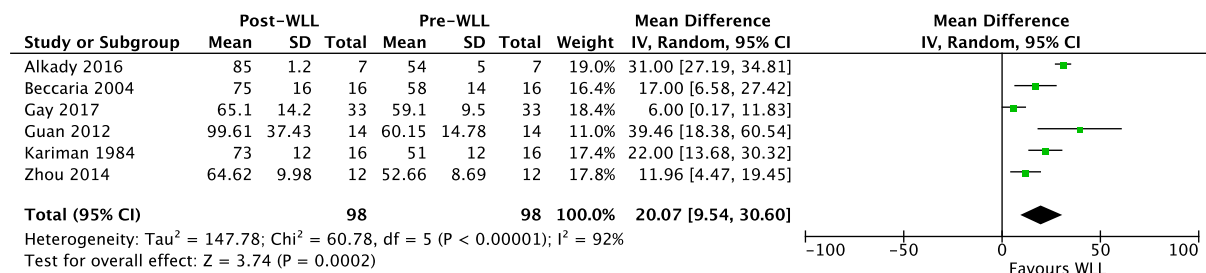 Post-WLL Pre-WLL Mean Difference Mean Difference
Study or Subgroup Mean SD Total Mean SD Total Weight IV, Random, 95% CI IV, Random, 95% CI
Alkady 2016 85 1.2 7 54 5 7 19.0% 31.00 [27.19, 34.81]
Beccaria 2004 75 16 16 58 14 16 16.4% 17.00 [6.58, 27.42]
Gay 2017 65.1 14.2 33 59.1 9.5 33 18.4% 6.00 [0.17, 11.83]
Guan 2012 99.61 37.43 14 60.15 14.78 14 11.0% 39.46 [18.38, 60.54]
Kariman 1984 73 12 16 51 12 16 17.4% 22.00 [13.68, 30.32]
Zhou 2014 64.62 9.98 12 52.66 8.69 12 17.8% 11.96 [4.47, 19.45]
Total (95% CI) 98 98 100.0% 20.07 [9.54, 30.60]
Heterogeneity: Tau² = 147.78; Chi² = 60.78, df = 5 (P < 0.00001); I² = 92%
Test for overall effect: Z = 3.74 (P = 0.0002)
-100 -50 0 50 100
Favours WLL